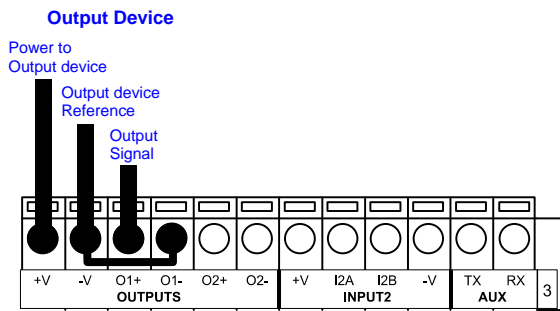 Output Device
Power to
Output device
Output device
Reference
Output
Signal
+V -V O1+ O1- O2+ O2- +V I2A I2B -V TX RX
OUTPUTS INPUT2 AUX 3